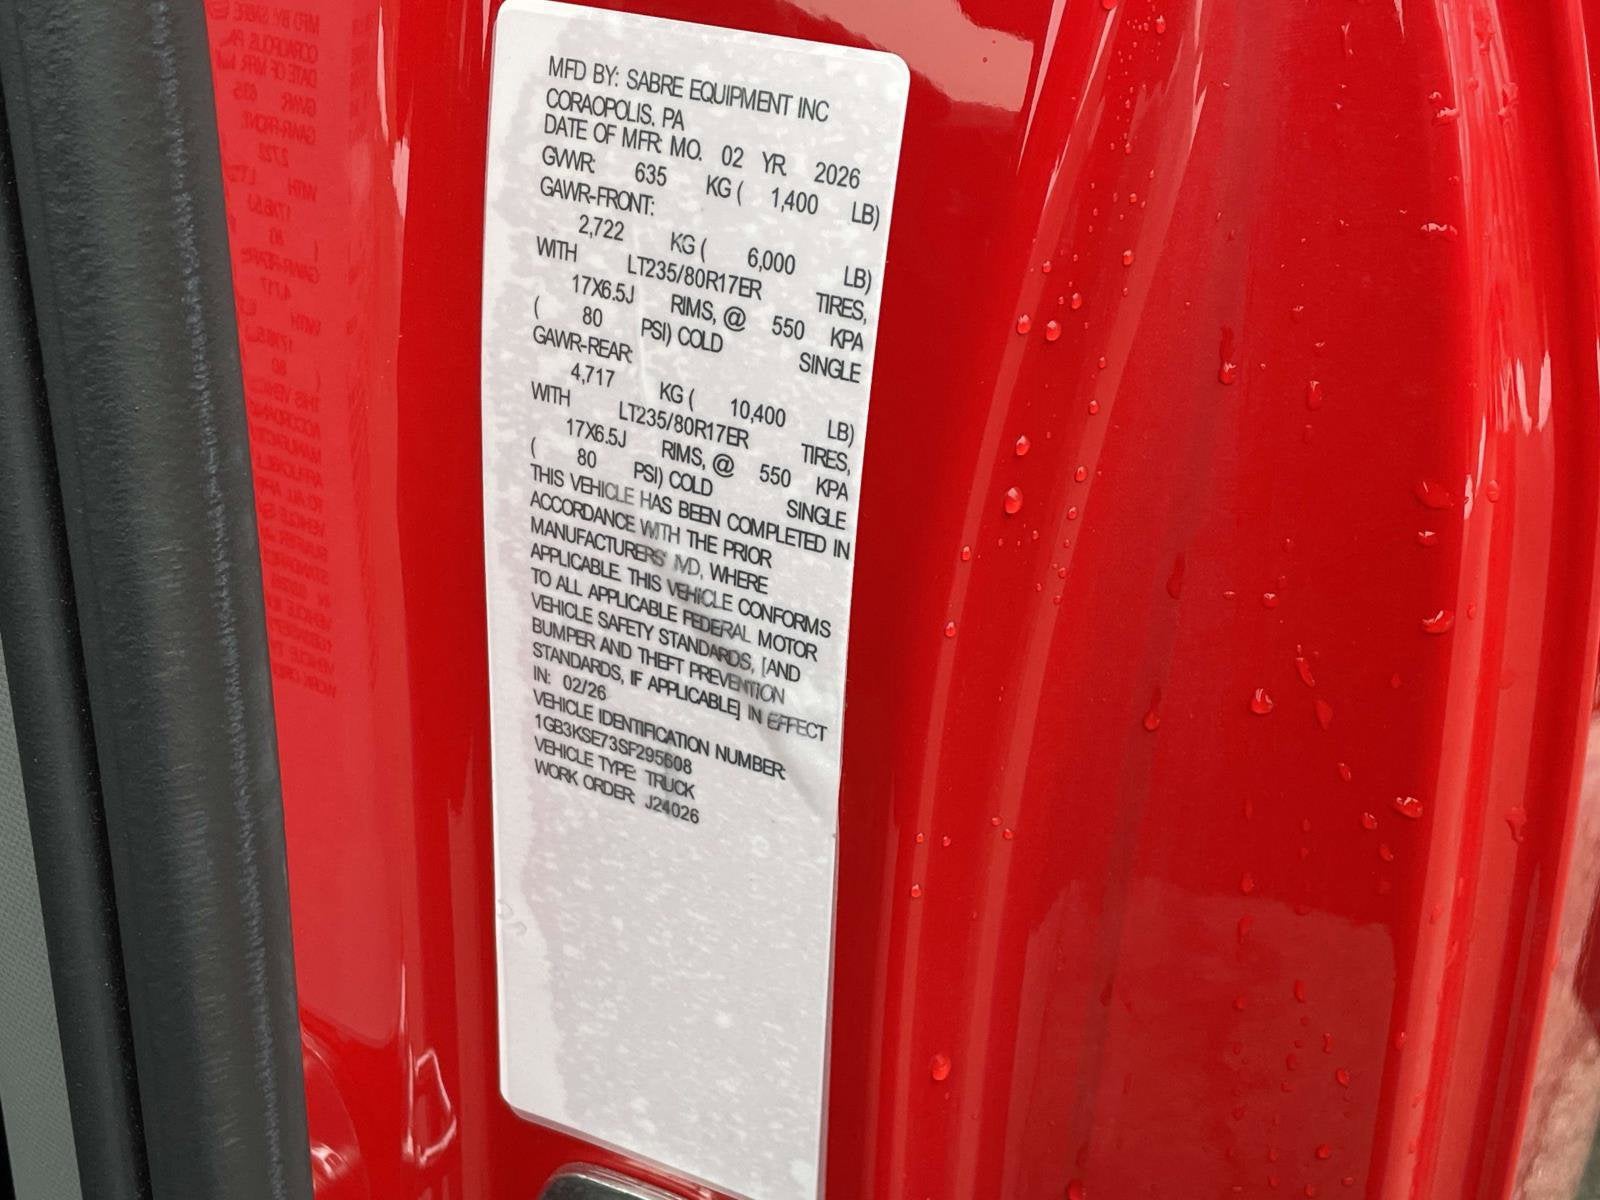 MFD BY: SABRE EQUIPMENT INC
CORAOPOLIS. PA
DATE OF MFR: MO. 02 YR. 2026
GVWR: 635 KG ( 1,400 LB)
GAWR-FRONT:
2,722 KG ( 6,000 LB)
WITH LT235/80R17ER TIRES,
17X6.5J RIMS, @ 550 KPA
( 80 PSI) COLD SINGLE
GAWR-REAR:
4,717 KG ( 10,400 LB)
WITH LT235/80R17ER TIRES,
17X6.5J RIMS, @ 550 KPA
( 80 PSI) COLD SINGLE
THIS VEHICLE HAS BEEN COMPLETED IN
ACCORDANCE WITH THE PRIOR
MANUFACTURERS' IVD, WHERE
APPLICABLE. THIS VEHICLE CONFORMS
TO ALL APPLICABLE FEDERAL MOTOR
VEHICLE SAFETY STANDARDS, [AND
BUMPER AND THEFT PREVENTION
STANDARDS, IF APPLICABLE] IN EFFECT
IN: 02/26
VEHICLE IDENTIFICATION NUMBER:
1GB3KSE73SF295608
VEHICLE TYPE: TRUCK
WORK ORDER: J24026